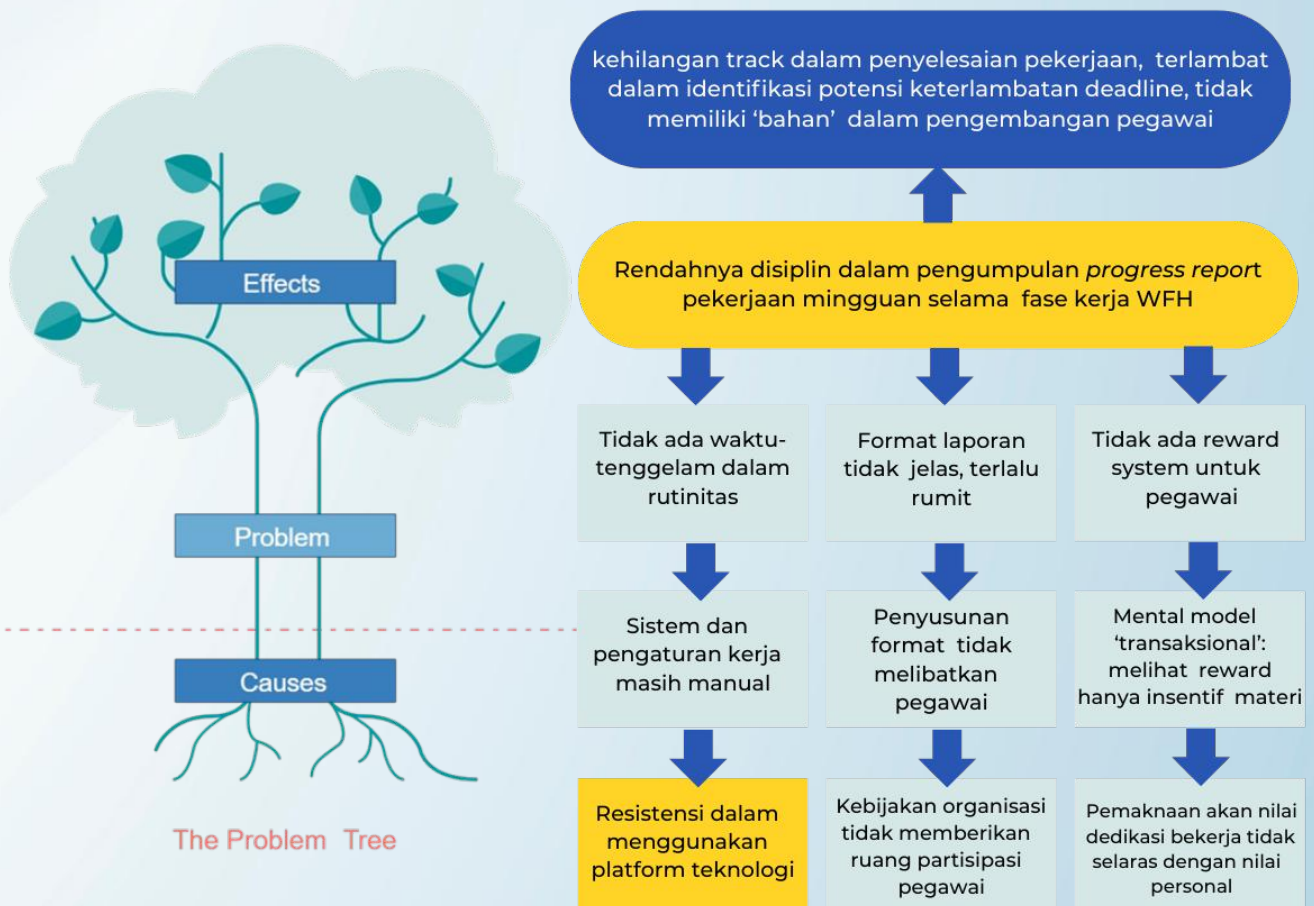 kehilangan track dalam penyelesaian pekerjaan, terlambat
dalam identifikasi potensi keterlambatan deadline, tidak
memiliki ‘bahan’ dalam pengembangan pegawai
Effects
Rendahnya disiplin dalam pengumpulan progress report
pekerjaan mingguan selama fase kerja WFH
Problem
Causes
The Problem Tree
Tidak ada waktu-
tenggelam dalam
rutinitas
Format laporan
tidak jelas, terlalu
rumit
Tidak ada reward
system untuk
pegawai
Sistem dan
pengaturan kerja
masih manual
Penyusunan
format tidak
melibatkan
pegawai
Mental model
‘transaksional’:
melihat reward
hanya insentif materi
Resistensi dalam
menggunakan
platform teknologi
Kebijakan organisasi
tidak memberikan
ruang partisipasi
pegawai
Pemaknaan akan nilai
dedikasi bekerja tidak
selaras dengan nilai
personal